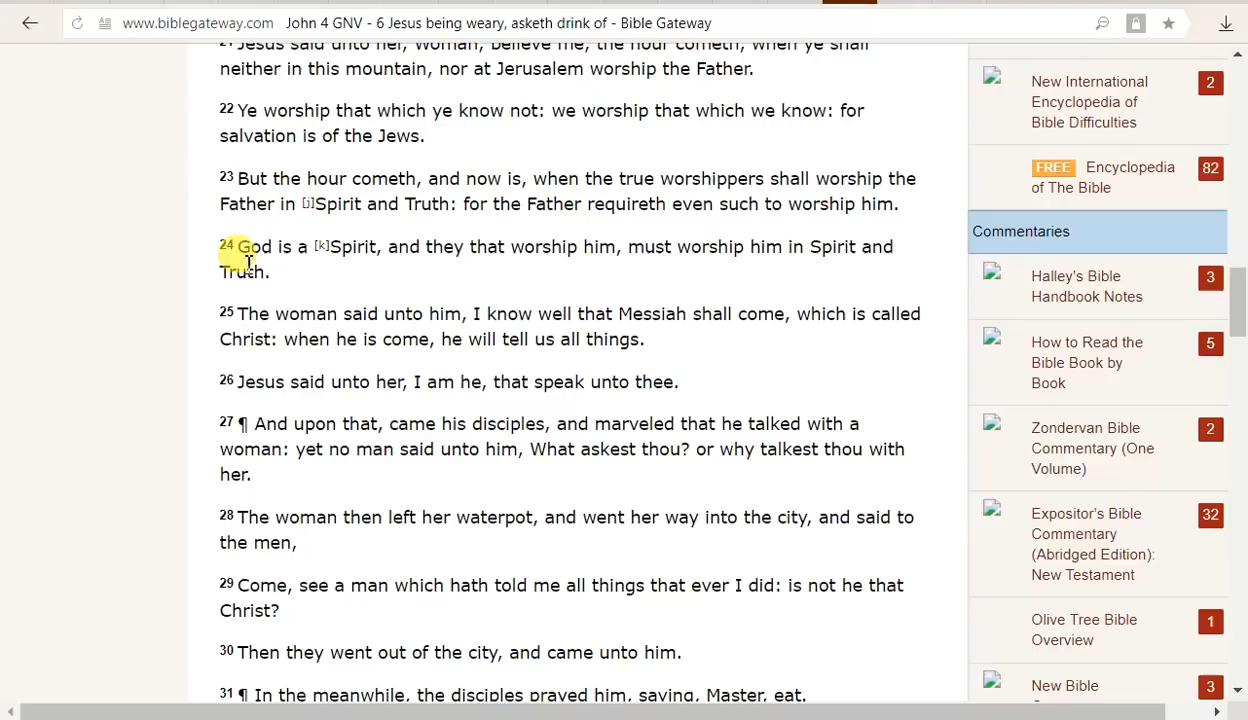 www.biblegateway.com John 4 GNV - 6 Jesus being weary, asketh drink of - Bible Gateway
21 Jesus said unto her, Woman, believe me, the hour cometh, when ye shall
neither in this mountain, nor at Jerusalem worship the Father.
22 Ye worship that which ye know not: we worship that which we know: for
salvation is of the Jews.
23 But the hour cometh, and now is, when the true worshippers shall worship the
Father in [j]Spirit and Truth: for the Father requireth even such to worship him.
24 God is a [k]Spirit, and they that worship him, must worship him in Spirit and
Truth.
25 The woman said unto him, I know well that Messiah shall come, which is called
Christ: when he is come, he will tell us all things.
26 Jesus said unto her, I am he, that speak unto thee.
27 ¶ And upon that, came his disciples, and marveled that he talked with a
woman: yet no man said unto him, What askest thou? or why talkest thou with
her.
28 The woman then left her waterpot, and went her way into the city, and said to
the men,
29 Come, see a man which hath told me all things that ever I did: is not he that
Christ?
30 Then they went out of the city, and came unto him.
31 ¶ In the meanwhile, the disciples prayed him, saying, Master, eat.
New International 2
Encyclopedia of
Bible Difficulties
FREE Encyclopedia 82
of The Bible
Commentaries
Halley's Bible 3
Handbook Notes
How to Read the 5
Bible Book by
Book
Zondervan Bible 2
Commentary (One
Volume)
Expositor's Bible 32
Commentary
(Abridged Edition):
New Testament
Olive Tree Bible 1
Overview
New Bible 3